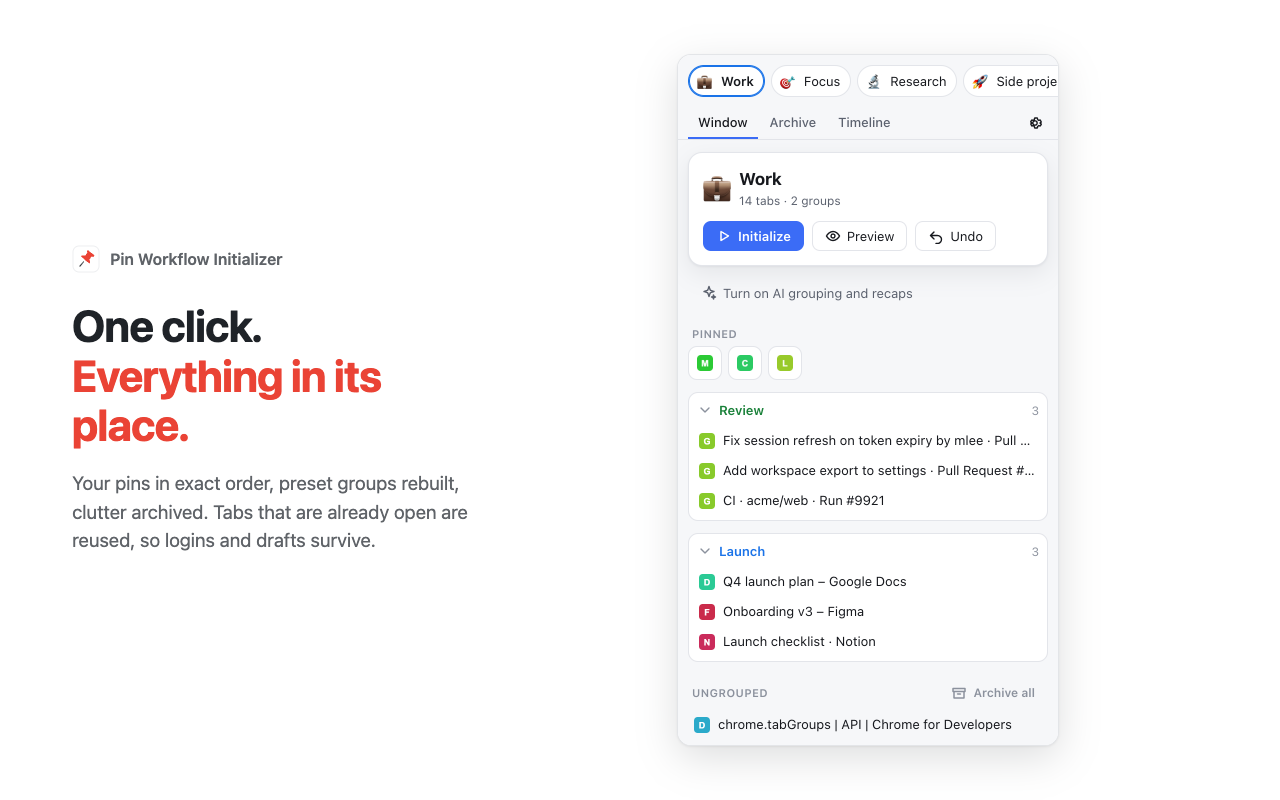 Pin Workflow Initializer
One click.
Everything in its
place.
Your pins in exact order, preset groups rebuilt,
clutter archived. Tabs that are already open are
reused, so logins and drafts survive.
Work
Focus
Research
Side proje
Window
Archive
Timeline
Work
14 tabs · 2 groups
Initialize
Preview
Undo
Turn on AI grouping and recaps
PINNED
M
C
L
Review
3
G
Fix session refresh on token expiry by mlee · Pull ...
G
Add workspace export to settings · Pull Request #...
G
CI · acme/web · Run #9921
Launch
3
D
Q4 launch plan – Google Docs
F
Onboarding v3 – Figma
N
Launch checklist · Notion
UNGROUPED
Archive all
D
chrome.tabGroups | API | Chrome for Developers